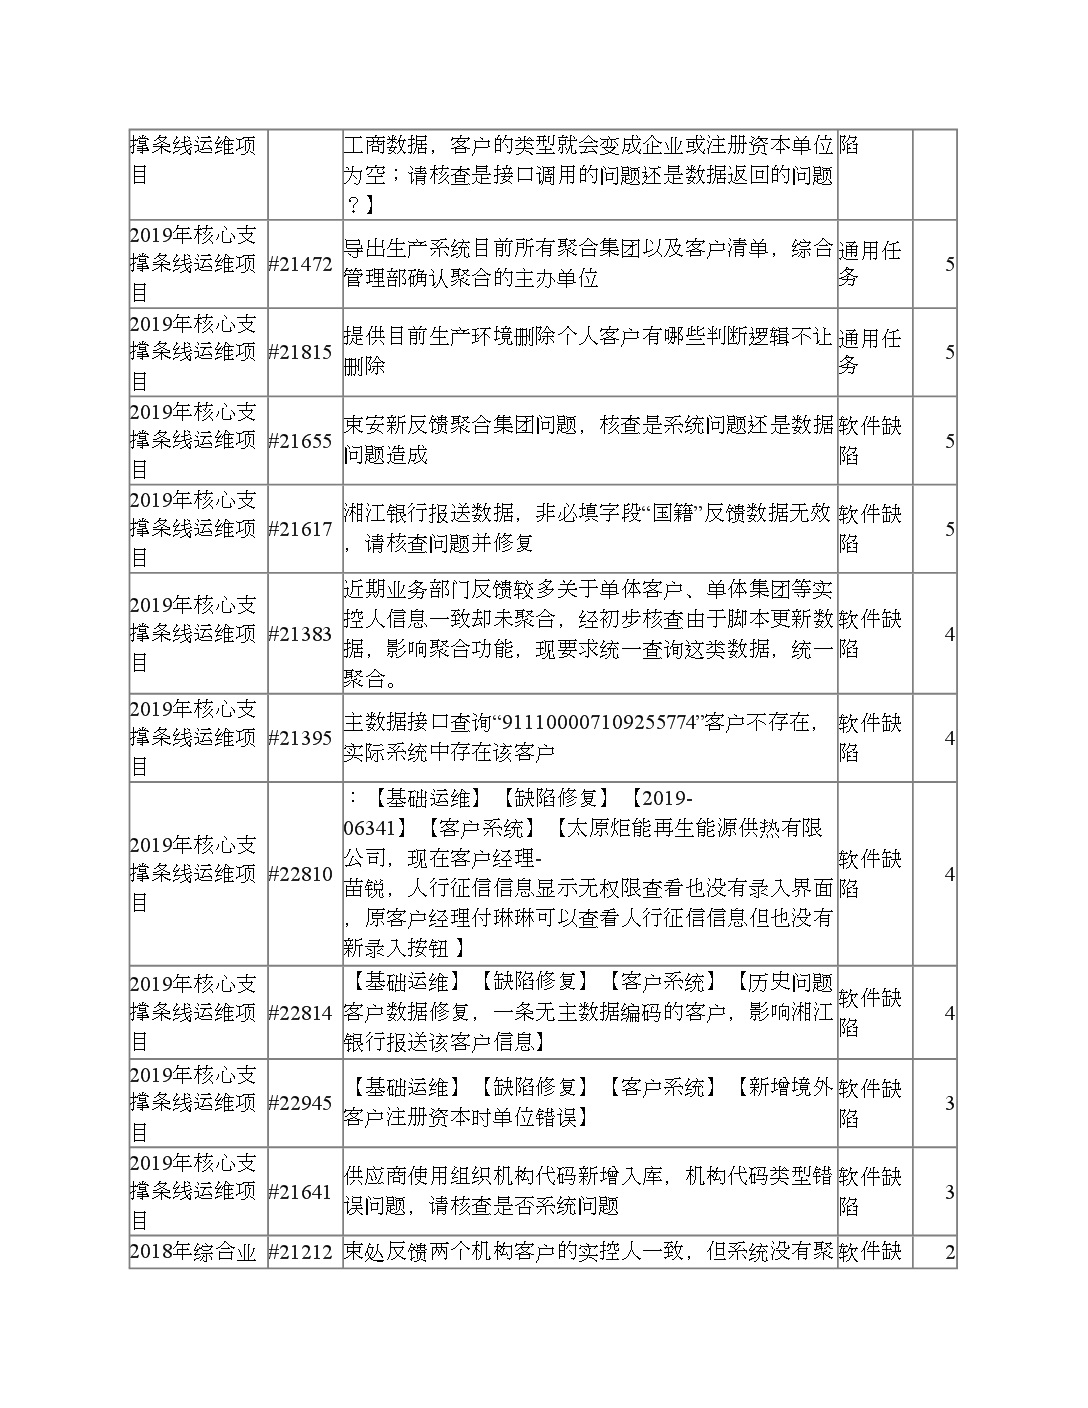 撑条线运维项
目
工商数据，客户的类型就会变成企业或注册资本单位
为空；请核查是接口调用的问题还是数据返回的问题
？】
陷
2019年核心支
撑条线运维项
目
#21472
导出生产系统目前所有聚合集团以及客户清单，综合
管理部确认聚合的主办单位
通用任
务
5
2019年核心支
撑条线运维项
目
#21815
提供目前生产环境删除个人客户有哪些判断逻辑不让
删除
通用任
务
5
2019年核心支
撑条线运维项
目
#21655
束安新反馈聚合集团问题，核查是系统问题还是数据
问题造成
软件缺
陷
5
2019年核心支
撑条线运维项
目
#21617
湘江银行报送数据，非必填字段“国籍”反馈数据无效
，请核查问题并修复
软件缺
陷
5
2019年核心支
撑条线运维项
目
#21383
近期业务部门反馈较多关于单体客户、单体集团等实
控人信息一致却未聚合，经初步核查由于脚本更新数
据，影响聚合功能，现要求统一查询这类数据，统一
聚合。
软件缺
陷
4
2019年核心支
撑条线运维项
目
#21395
主数据接口查询“911100007109255774”客户不存在，
实际系统中存在该客户
软件缺
陷
4
2019年核心支
撑条线运维项
目
#22810
：【基础运维】【缺陷修复】【2019-
06341】【客户系统】【太原炬能再生能源供热有限
公司，现在客户经理-
苗锐，人行征信信息显示无权限查看也没有录入界面
，原客户经理付琳琳可以查看人行征信信息但也没有
新录入按钮 】
软件缺
陷
4
2019年核心支
撑条线运维项
目
#22814
【基础运维】【缺陷修复】【客户系统】【历史问题
客户数据修复，一条无主数据编码的客户，影响湘江
银行报送该客户信息】
软件缺
陷
4
2019年核心支
撑条线运维项
目
#22945
【基础运维】【缺陷修复】【客户系统】【新增境外
客户注册资本时单位错误】
软件缺
陷
3
2019年核心支
撑条线运维项
目
#21641
供应商使用组织机构代码新增入库，机构代码类型错
误问题，请核查是否系统问题
软件缺
陷
3
2018年综合业
#21212
束处反馈两个机构客户的实控人一致，但系统没有聚
软件缺
2